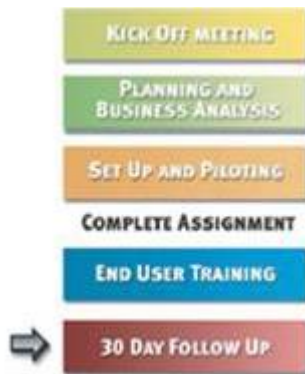 KICK OFF MEETING
PLANNING AND
BUSINESS ANALYSIS
SET UP AND PILOTING
COMPLETE ASSIGNMENT
END USER TRAINING
30 DAY FOLLOW UP